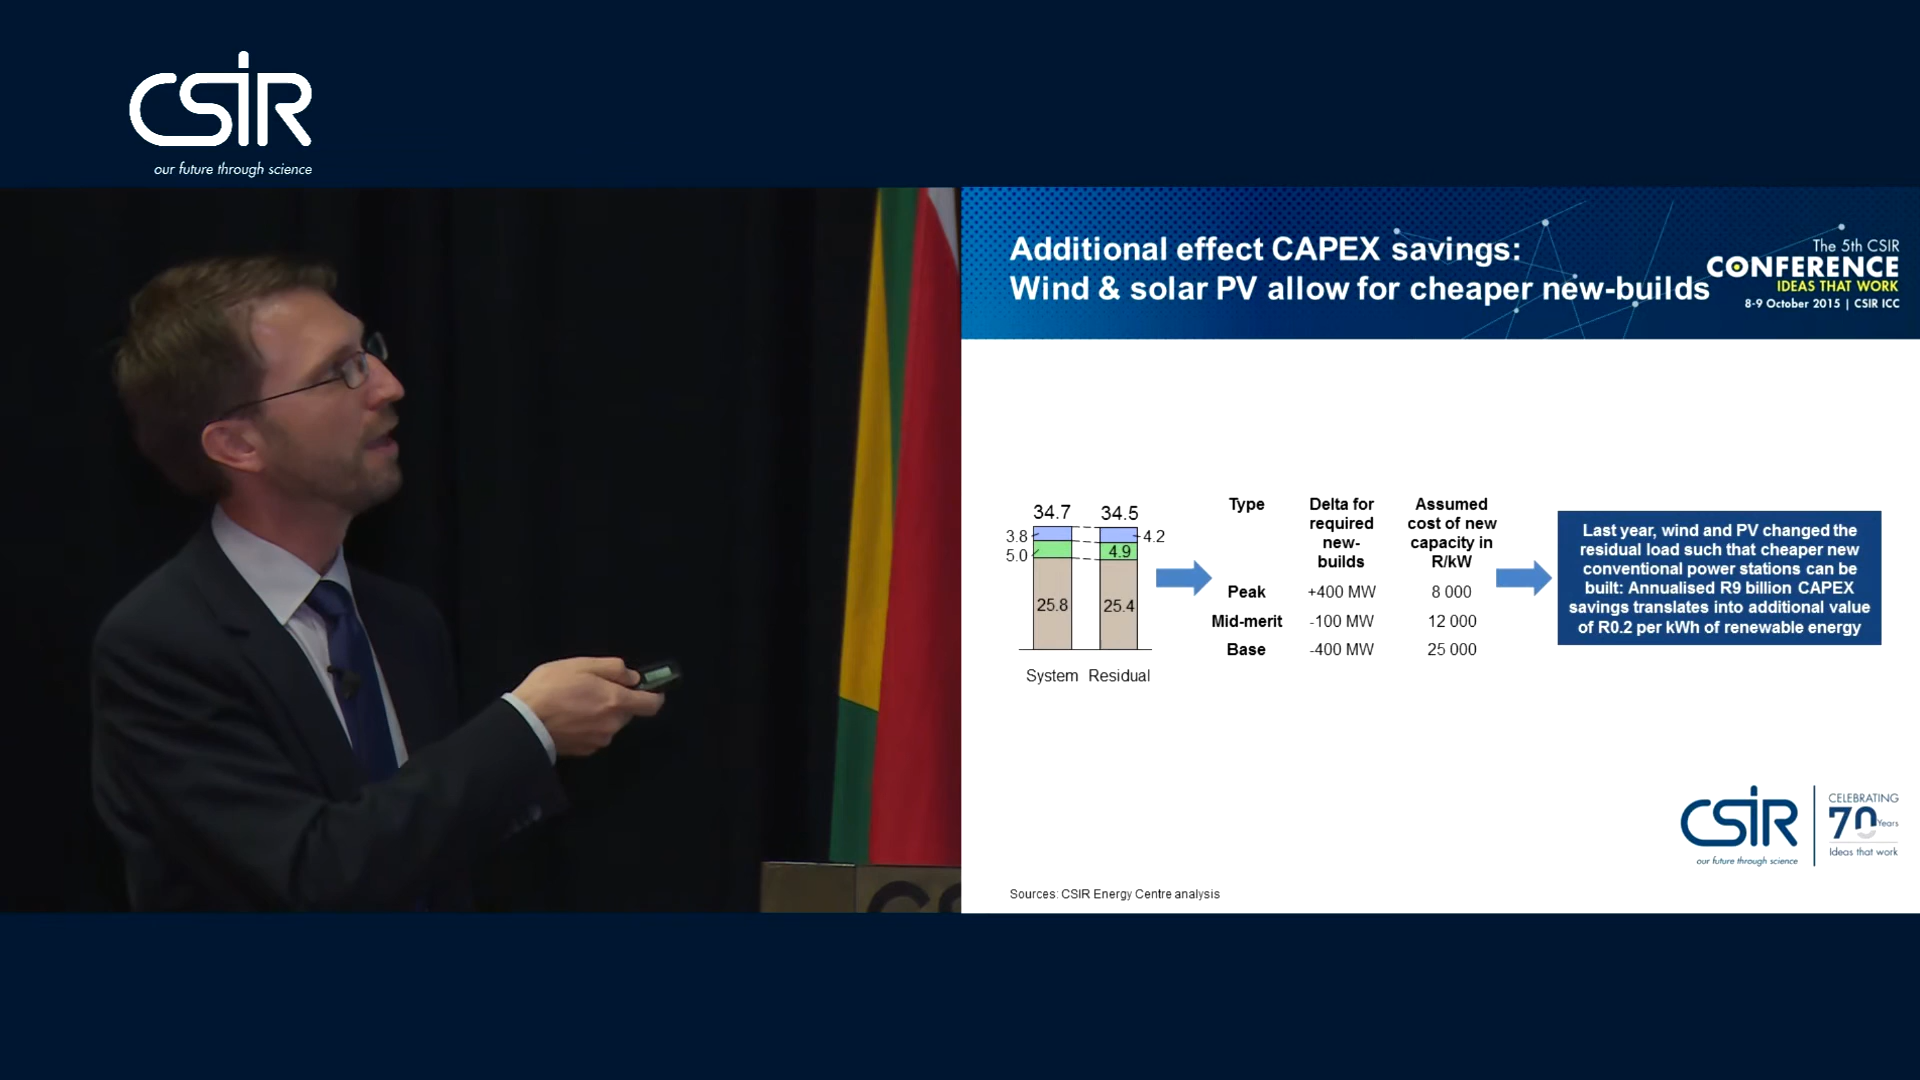 CSIR
our future through science
Additional effect CAPEX savings:
Wind & solar PV allow for cheaper new-builds
The 5th CSIR
CONFERENCE
IDEAS THAT WORK
8-9 October 2015 | CSIR ICC
34.7 34.5
3.8 4.2
5.0 4.9
25.8 25.4
System Residual
Type Delta for required new-builds Assumed cost of new capacity in R/kW
Peak +400 MW 8 000
Mid-merit -100 MW 12 000
Base -400 MW 25 000
Last year, wind and PV changed the
residual load such that cheaper new
conventional power stations can be
built: Annualised R9 billion CAPEX
savings translates into additional value
of R0.2 per kWh of renewable energy
CSIR
our future through science
CELEBRATING
70 Years
Ideas that work
Sources: CSIR Energy Centre analysis